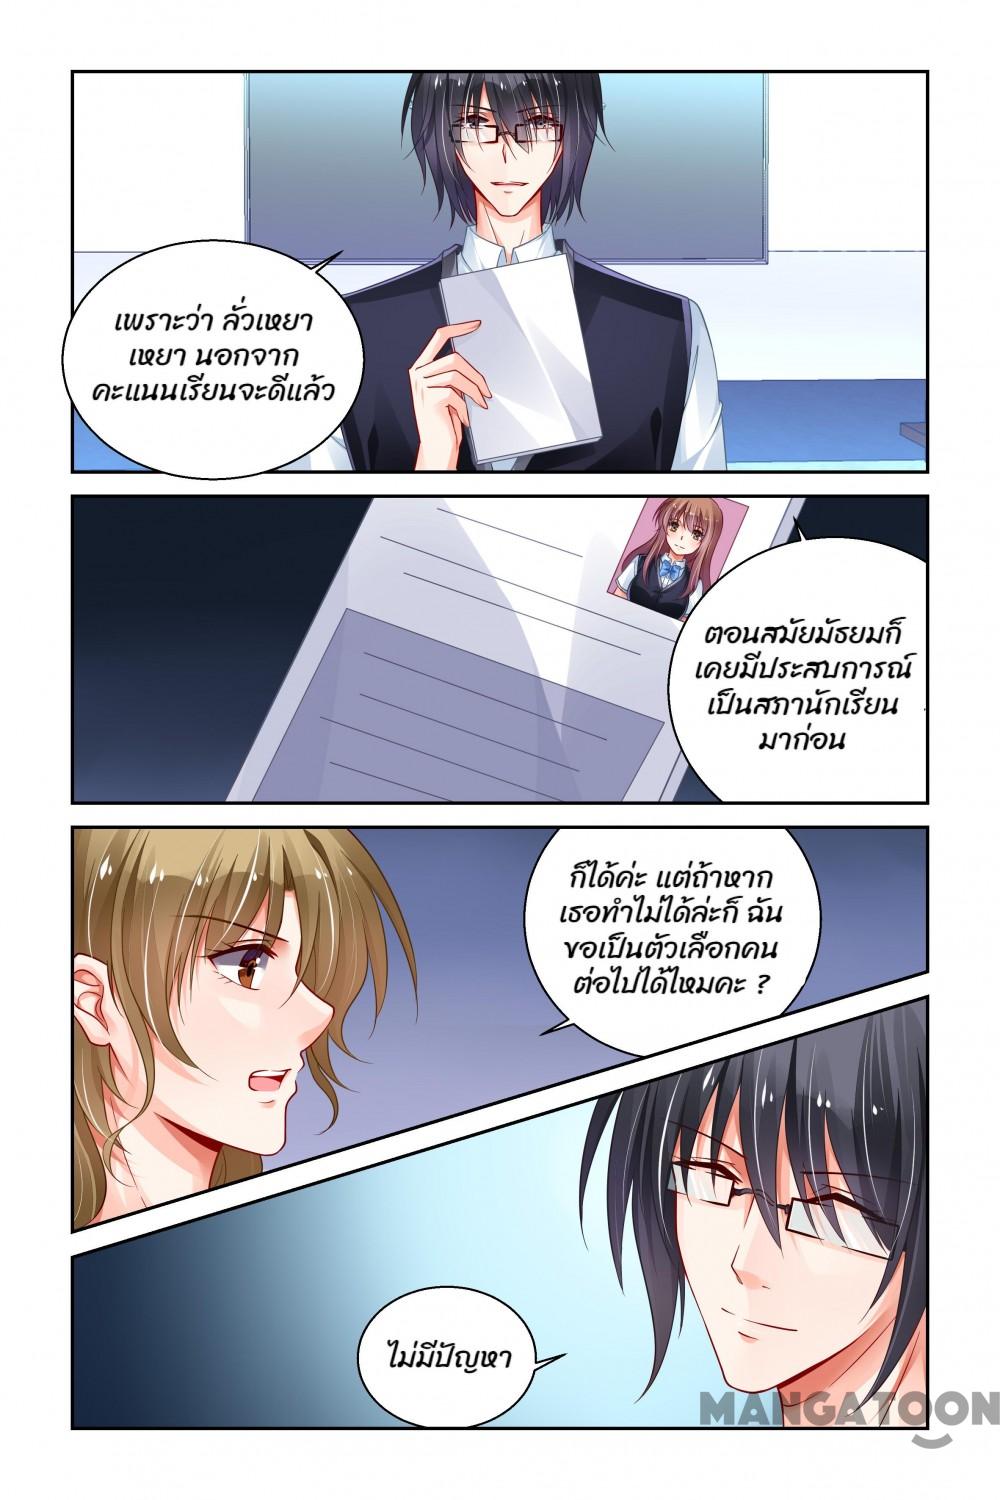 เพราะว่า ลั่วเหยา
เหยา นอกจาก
คะแนนเรียนจะดีแล้ว
ตอนสมัยมัธยมก็
เคยมีประสบการณ์
เป็นสภานักเรียน
มาก่อน
ก็ได้ค่ะ แต่ถ้าหาก
เธอทำไม่ได้ล่ะก็ ฉัน
ขอเป็นตัวเลือกคน
ต่อไปได้ไหมคะ ?
ไม่มีปัญหา
MANGATOON